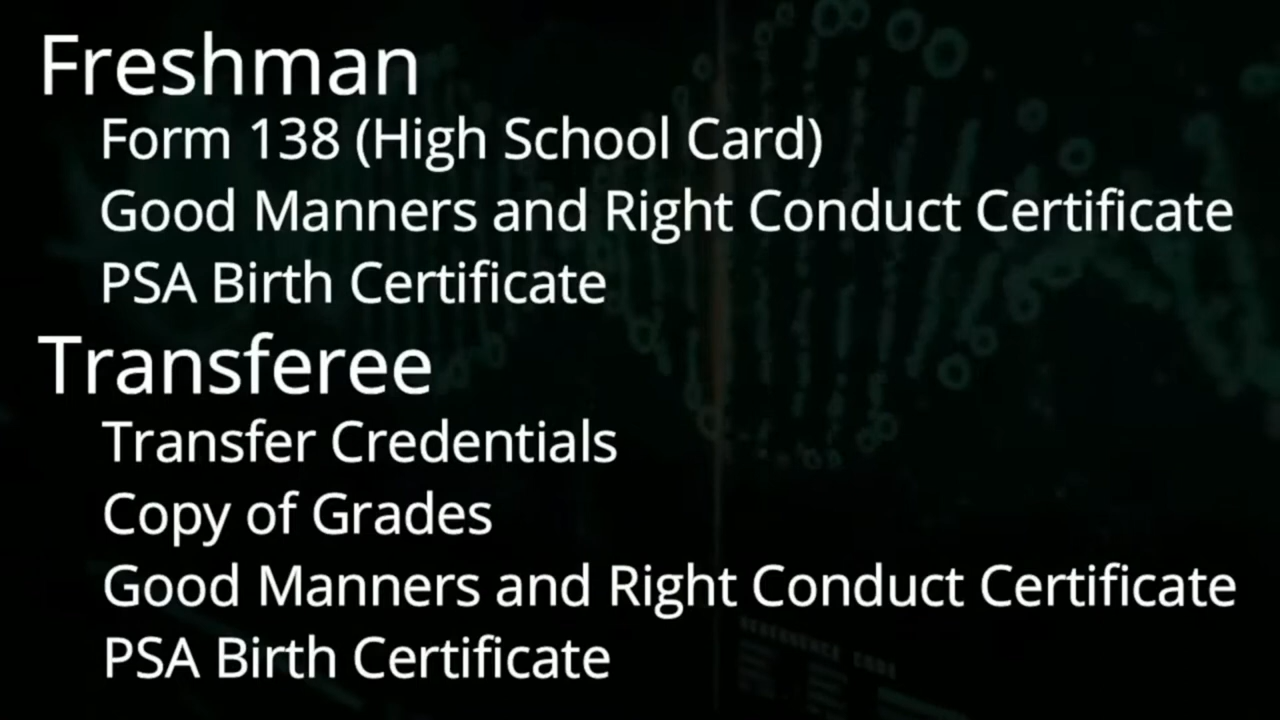 Freshman
Form 138 (High School Card)
Good Manners and Right Conduct Certificate
PSA Birth Certificate
Transferee
Transfer Credentials
Copy of Grades
Good Manners and Right Conduct Certificate
PSA Birth Certificate